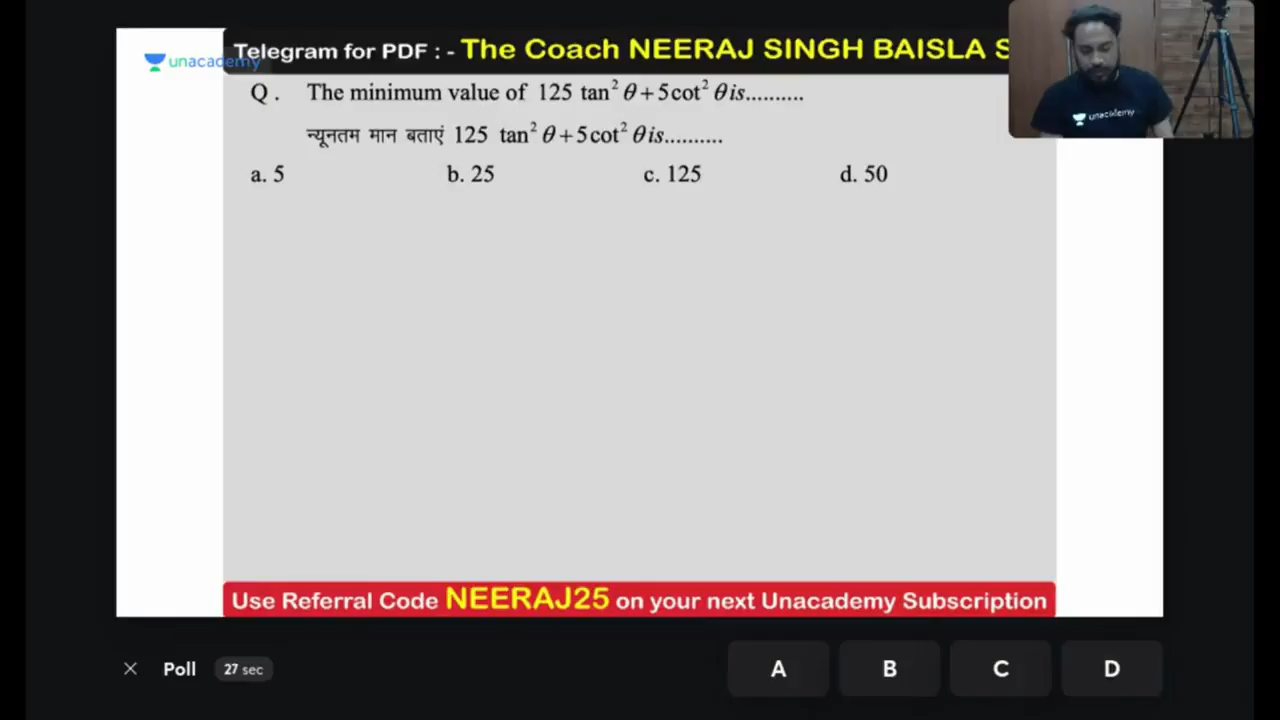 Telegram for PDF : - The Coach NEERAJ SINGH BAISLA S
unacademy
Q . The minimum value of 125 tan² θ + 5cot² θ is..........
न्यूनतम मान बताएं 125 tan² θ + 5cot² θ is..........
a. 5 b. 25 c. 125 d. 50
unacademy
Use Referral Code NEERAJ25 on your next Unacademy Subscription
× Poll 27 sec A B C D